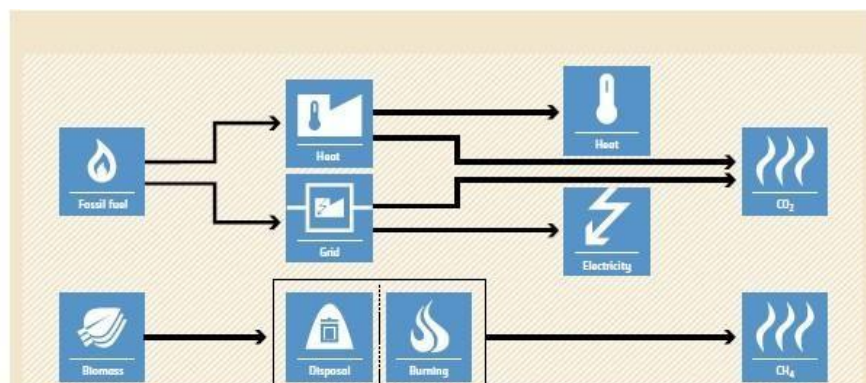 Fossil fuel
Heat
Heat
CO₂
Grid
Electricity
Biomass
Disposal
Burning
CH₄